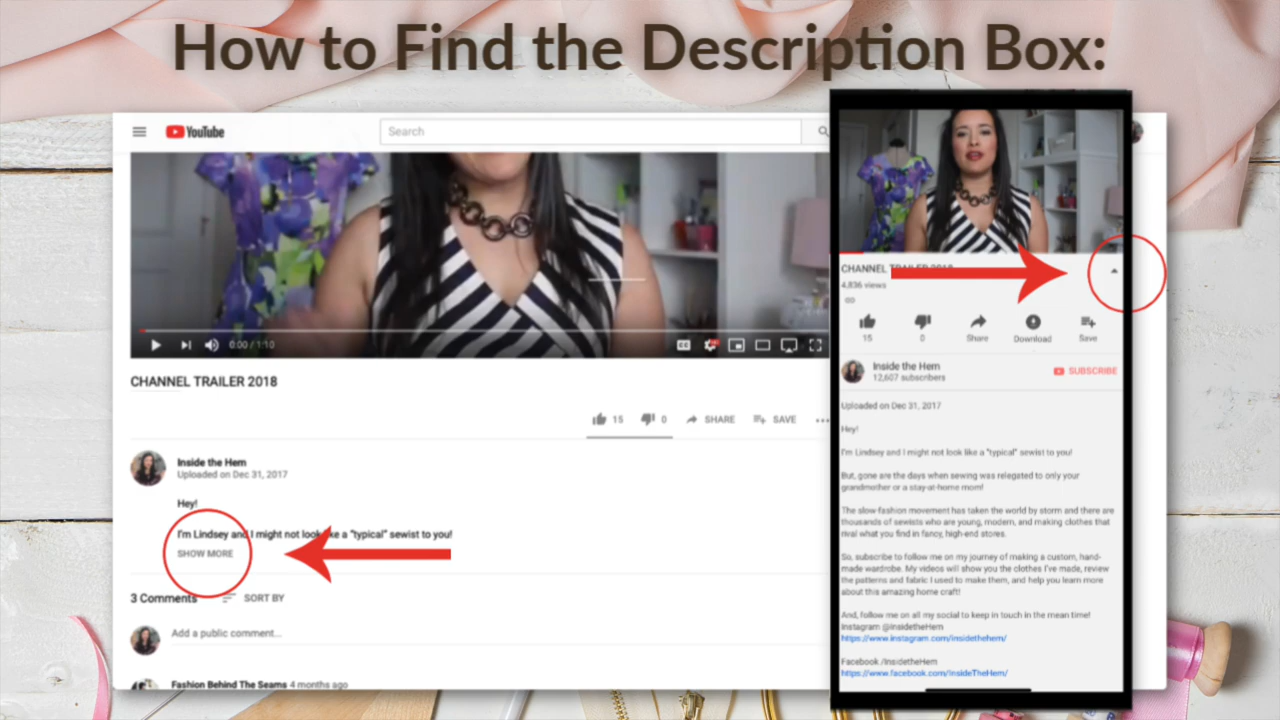 How to Find the Description Box:
YouTube
Search
0:00 / 1:10
CHANNEL TRAILER 2018
15 0 SHARE SAVE
Inside the Hem
Uploaded on Dec 31, 2017
Hey!
I'm Lindsey and I might not look like a "typical" sewist to you!
SHOW MORE
3 Comments SORT BY
Add a public comment...
Fashion Behind The Seams 4 months ago
CHANNEL TRAILER 2018
4,836 views
15 0 Share Download Save
Inside the Hem
12,607 subscribers
SUBSCRIBE
Uploaded on Dec 31, 2017
Hey!
I'm Lindsey and I might not look like a "typical" sewist to you!
But, gone are the days when sewing was relegated to only your
grandmother or a stay-at-home mom!
The slow-fashion movement has taken the world by storm and there are
thousands of sewists who are young, modern, and making clothes that
rival what you find in fancy, high-end stores.
So, subscribe to follow me on my journey of making a custom, hand-
made wardrobe. My videos will show you the clothes I've made, review
the patterns and fabric I used to make them, and help you learn more
about this amazing home craft!
And, follow me on all my social to keep in touch in the mean time!
Instagram @InsidetheHem
https://www.instagram.com/insidethehem/
Facebook /InsidetheHem
https://www.facebook.com/InsideTheHem/